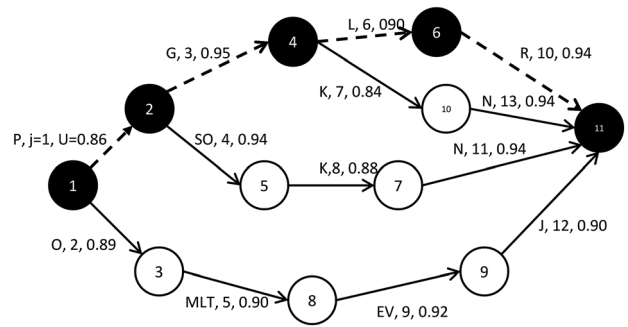 L, 6, 090
6
G, 3, 0.95
4
R, 10, 0.94
K, 7, 0.84
10
N, 13, 0.94
2
11
P, j=1, U=0.86
SO, 4, 0.94
N, 11, 0.94
K,8, 0.88
1
5
7
J, 12, 0.90
O, 2, 0.89
3
9
MLT, 5, 0.90
8
EV, 9, 0.92